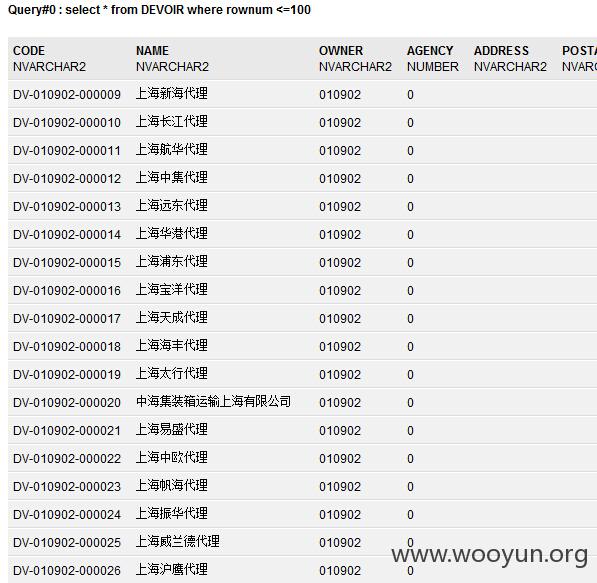 Query#0 : select * from DEVOIR where rownum <=100
CODE NAME OWNER AGENCY ADDRESS POSTA
NVARCHAR2 NVARCHAR2 NVARCHAR2 NUMBER NVARCHAR2 NVARC
DV-010902-000009 上海新海代理 010902 0
DV-010902-000010 上海长江代理 010902 0
DV-010902-000011 上海航华代理 010902 0
DV-010902-000012 上海中集代理 010902 0
DV-010902-000013 上海远东代理 010902 0
DV-010902-000014 上海华港代理 010902 0
DV-010902-000015 上海浦东代理 010902 0
DV-010902-000016 上海宝洋代理 010902 0
DV-010902-000017 上海天成代理 010902 0
DV-010902-000018 上海海丰代理 010902 0
DV-010902-000019 上海太行代理 010902 0
DV-010902-000020 中海集装箱运输上海有限公司 010902 0
DV-010902-000021 上海易盛代理 010902 0
DV-010902-000022 上海中欧代理 010902 0
DV-010902-000023 上海帆海代理 010902 0
DV-010902-000024 上海振华代理 010902 0
DV-010902-000025 上海威兰德代理 010902 0
DV-010902-000026 上海沪鹰代理 010902 0
www.wooyun.org